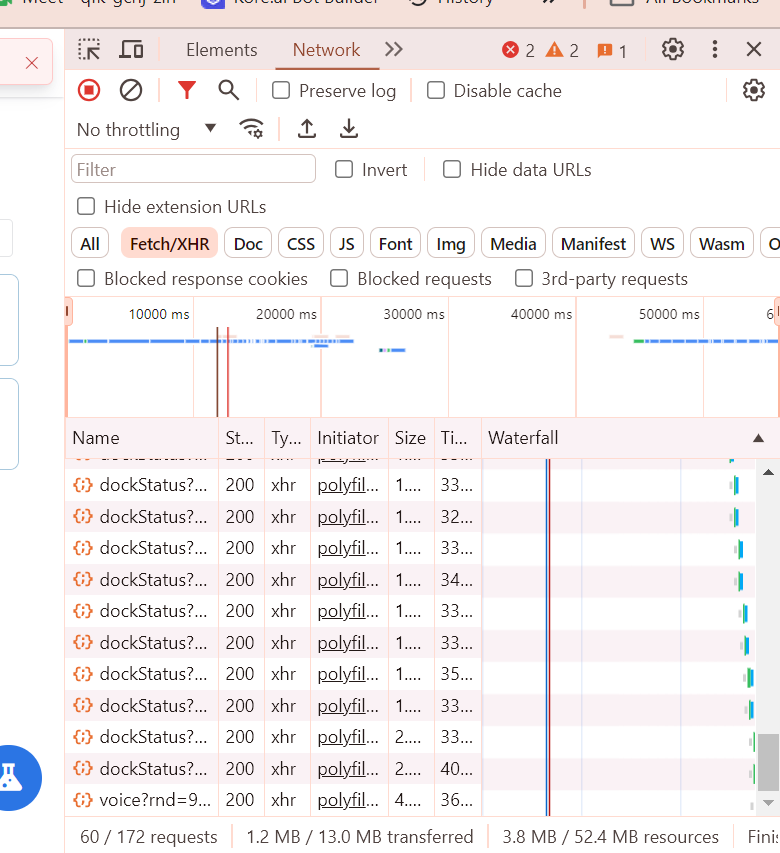 Meet - qfk-genj-zin Kore.ai Bot Builder History » All Bookmarks
Elements Network 2 2 1
Preserve log Disable cache
No throttling
Filter Invert Hide data URLs
Hide extension URLs
All Fetch/XHR Doc CSS JS Font Img Media Manifest WS Wasm O
Blocked response cookies Blocked requests 3rd-party requests
10000 ms 20000 ms 30000 ms 40000 ms 50000 ms 6
Name St... Ty... Initiator Size Ti... Waterfall
dockStatus?... 200 xhr polyfil... 1.... 33...
dockStatus?... 200 xhr polyfil... 1.... 32...
dockStatus?... 200 xhr polyfil... 1.... 33...
dockStatus?... 200 xhr polyfil... 1.... 34...
dockStatus?... 200 xhr polyfil... 1.... 33...
dockStatus?... 200 xhr polyfil... 1.... 33...
dockStatus?... 200 xhr polyfil... 1.... 35...
dockStatus?... 200 xhr polyfil... 1.... 33...
dockStatus?... 200 xhr polyfil... 2.... 33...
dockStatus?... 200 xhr polyfil... 2.... 40...
voice?rnd=9... 200 xhr polyfil... 4.... 36...
60 / 172 requests 1.2 MB / 13.0 MB transferred 3.8 MB / 52.4 MB resources Finis